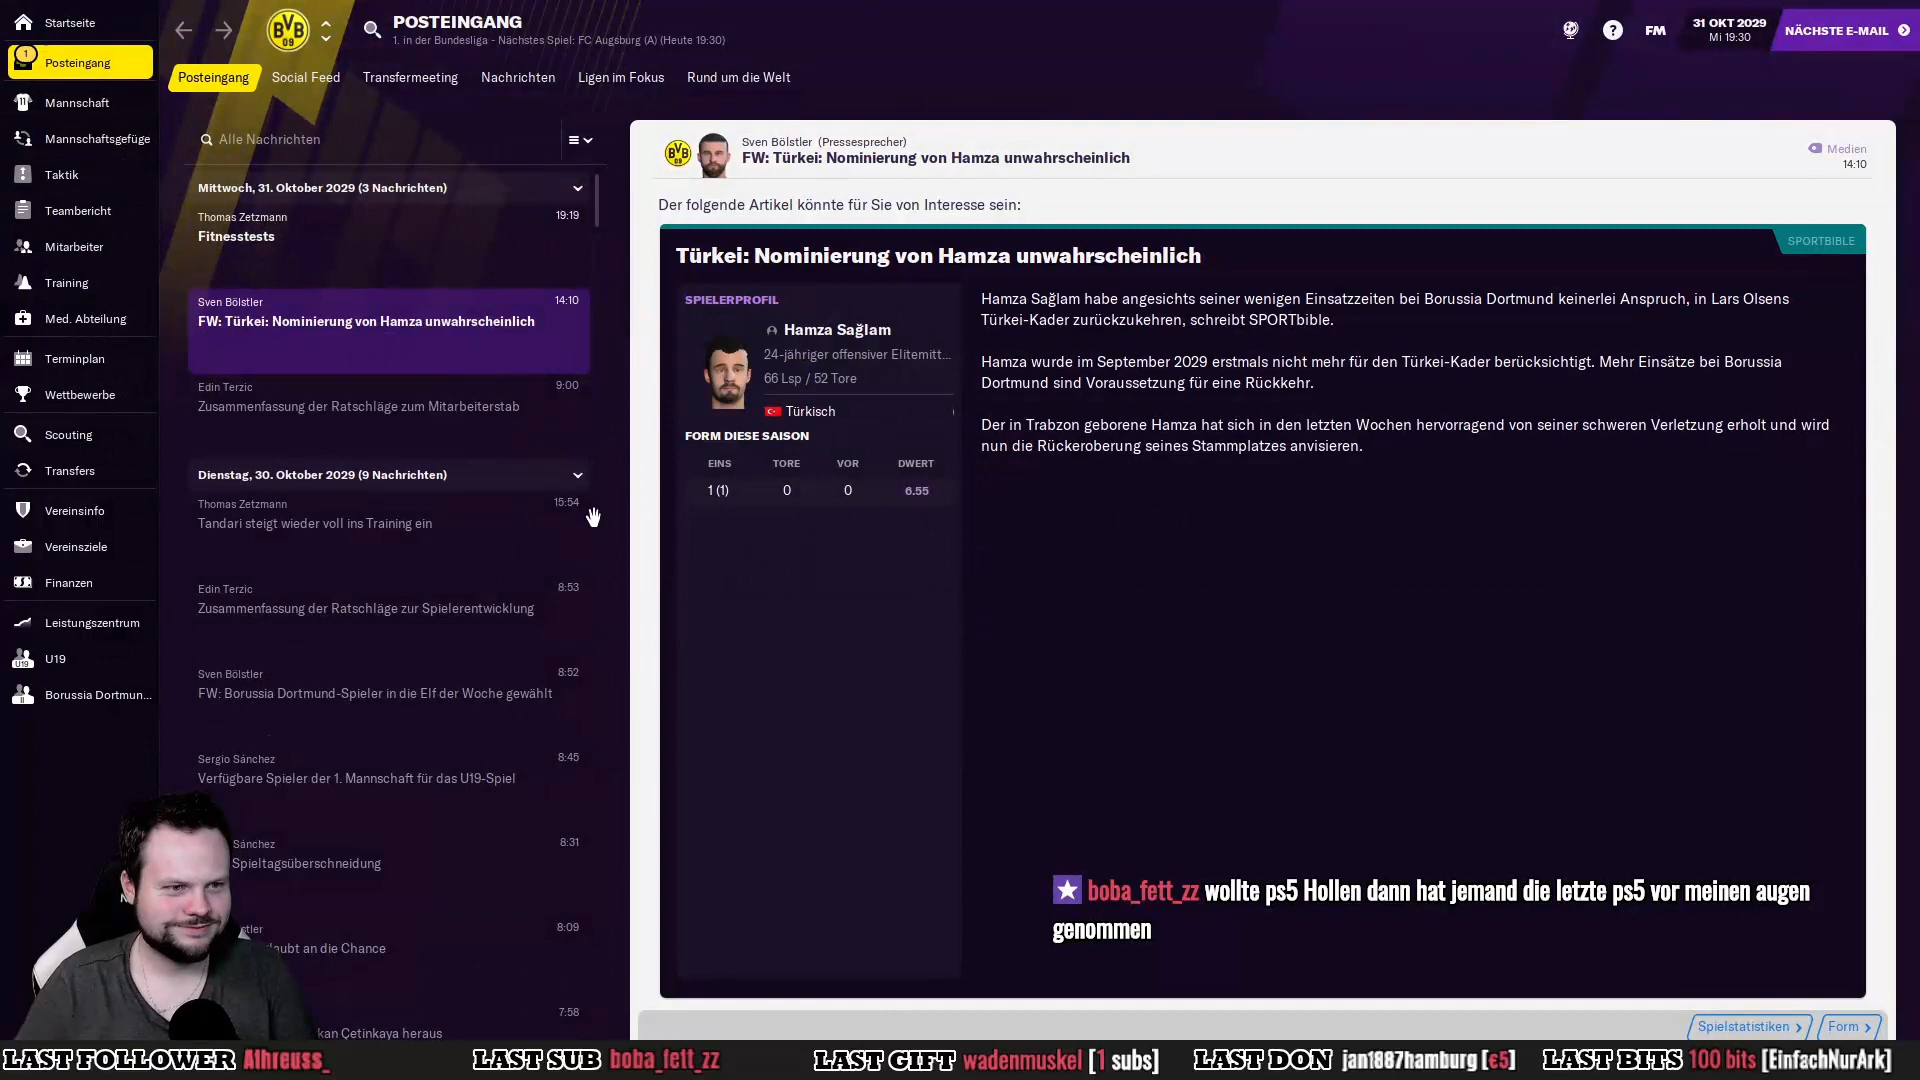 Startseite
1
Posteingang
Mannschaft
Mannschaftsgefüge
Taktik
Teambericht
Mitarbeiter
Training
Med. Abteilung
Terminplan
Wettbewerbe
Scouting
Transfers
Vereinsinfo
Vereinsziele
Finanzen
Leistungszentrum
U19
Borussia Dortmun...
BVB 09
POSTEINGANG
1. in der Bundesliga - Nächstes Spiel: FC Augsburg (A) (Heute 19:30)
FM
31 OKT 2029
Mi 19:30
NÄCHSTE E-MAIL
Posteingang Social Feed Transfermeeting Nachrichten Ligen im Fokus Rund um die Welt
Alle Nachrichten
Mittwoch, 31. Oktober 2029 (3 Nachrichten)
Thomas Zetzmann 19:19
Fitnesstests
Sven Bölstler 14:10
FW: Türkei: Nominierung von Hamza unwahrscheinlich
Edin Terzic 9:00
Zusammenfassung der Ratschläge zum Mitarbeiterstab
Dienstag, 30. Oktober 2029 (9 Nachrichten)
Thomas Zetzmann 15:54
Tandari steigt wieder voll ins Training ein
Edin Terzic 8:53
Zusammenfassung der Ratschläge zur Spielerentwicklung
Sven Bölstler 8:52
FW: Borussia Dortmund-Spieler in die Elf der Woche gewählt
Sergio Sánchez 8:45
Verfügbare Spieler der 1. Mannschaft für das U19-Spiel
Sánchez 8:31
Spieltagsüberschneidung
stler 8:09
laubt an die Chance
7:58
kan Çetinkaya heraus
BVB 09
Sven Bölstler (Pressesprecher)
FW: Türkei: Nominierung von Hamza unwahrscheinlich
Medien
14:10
Der folgende Artikel könnte für Sie von Interesse sein:
Türkei: Nominierung von Hamza unwahrscheinlich
SPORTBIBLE
SPIELERPROFIL
Hamza Sağlam
24-jähriger offensiver Elitemitt...
66 Lsp / 52 Tore
Türkisch
FORM DIESE SAISON
EINS TORE VOR DWERT
1 (1) 0 0 6.55
Hamza Sağlam habe angesichts seiner wenigen Einsatzzeiten bei Borussia Dortmund keinerlei Anspruch, in Lars Olsens
Türkei-Kader zurückzukehren, schreibt SPORTbible.
Hamza wurde im September 2029 erstmals nicht mehr für den Türkei-Kader berücksichtigt. Mehr Einsätze bei Borussia
Dortmund sind Voraussetzung für eine Rückkehr.
Der in Trabzon geborene Hamza hat sich in den letzten Wochen hervorragend von seiner schweren Verletzung erholt und wird
nun die Rückeroberung seines Stammplatzes anvisieren.
boba_fett_zz wollte ps5 Hollen dann hat jemand die letzte ps5 vor meinen augen
genommen
Spielstatistiken
Form
LAST FOLLOWER Athreuss_ LAST SUB boba_fett_zz LAST GIFT wadenmuskel [1 subs] LAST DON jan1887hamburg [€5] LAST BITS 100 bits [EinfachNurArk]